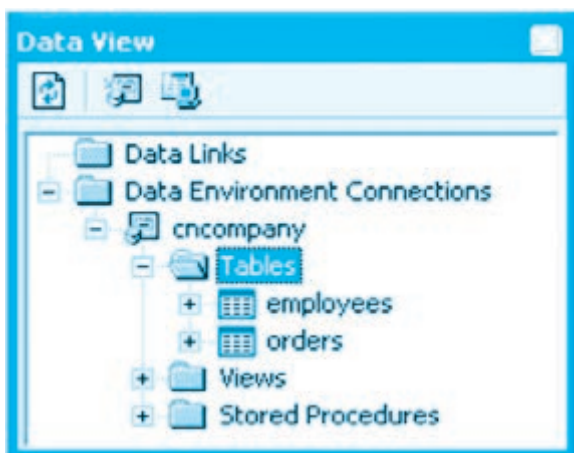 Data View
Data Links
Data Environment Connections
cncompany
Tables
employees
orders
Views
Stored Procedures